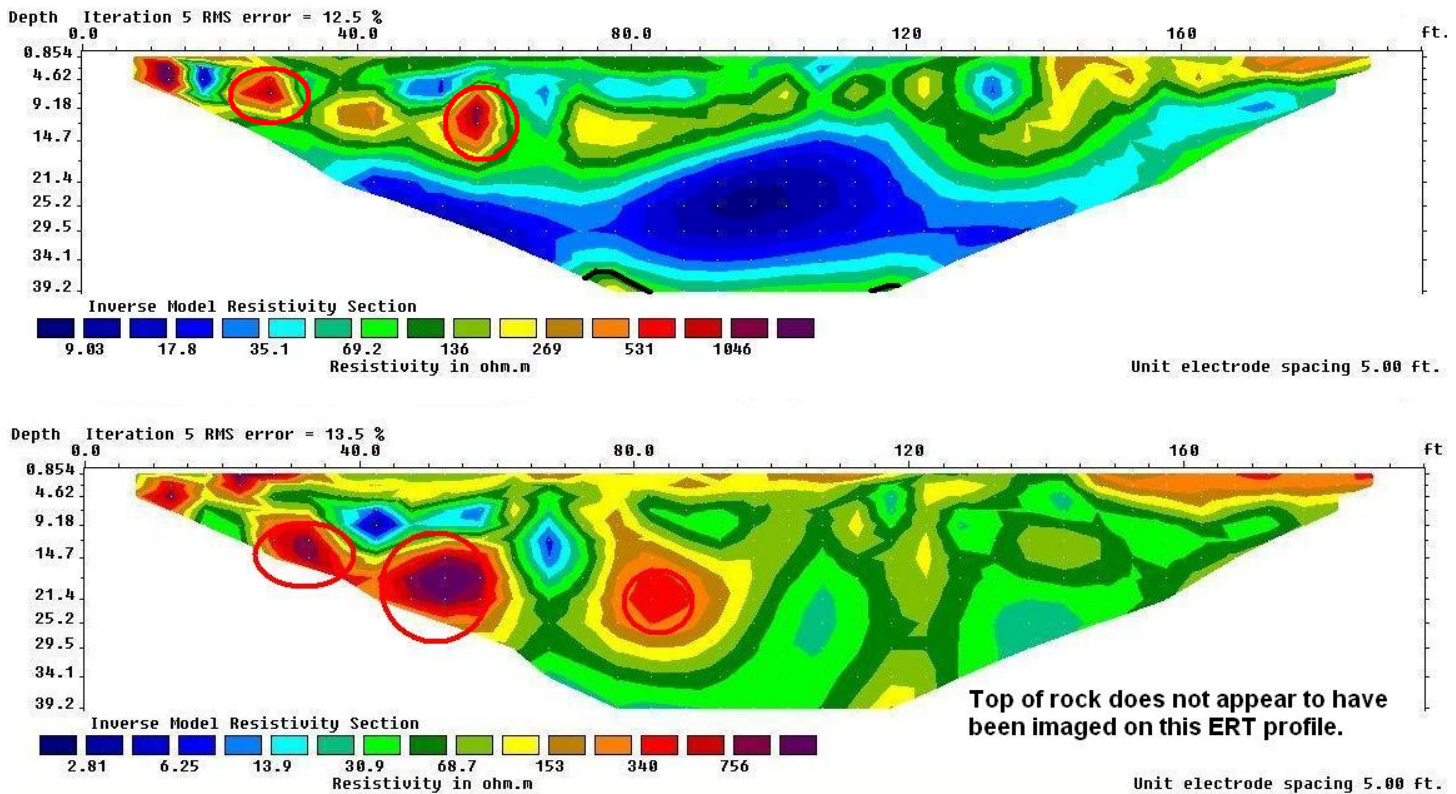 Depth Iteration 5 RMS error = 12.5 %
0.0 40.0 80.0 120 160 ft.
0.854
4.62
9.18
14.7
21.4
25.2
29.5
34.1
39.2
Inverse Model Resistivity Section
9.03 17.8 35.1 69.2 136 269 531 1046
Resistivity in ohm.m Unit electrode spacing 5.00 ft.
Depth Iteration 5 RMS error = 13.5 %
0.0 40.0 80.0 120 160 ft
0.854
4.62
9.18
14.7
21.4
25.2
29.5
34.1
39.2
Top of rock does not appear to have
been imaged on this ERT profile.
Inverse Model Resistivity Section
2.81 6.25 13.9 30.9 68.7 153 340 756
Resistivity in ohm.m Unit electrode spacing 5.00 ft.